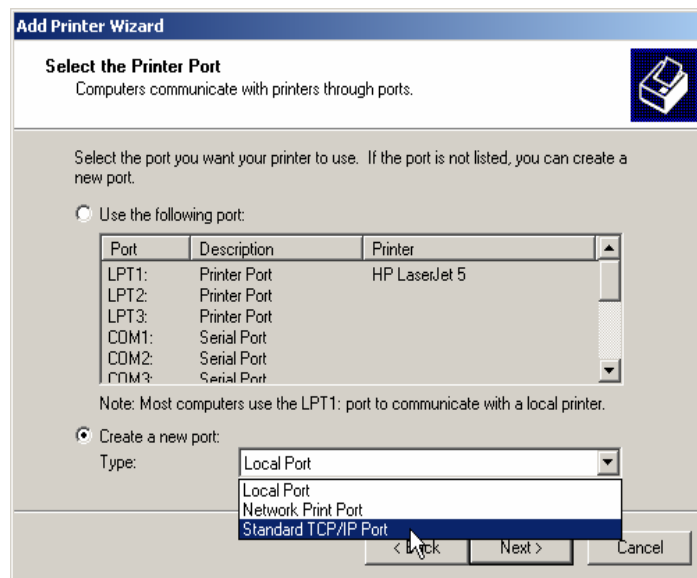 Add Printer Wizard
Select the Printer Port
Computers communicate with printers through ports.
Select the port you want your printer to use. If the port is not listed, you can create a
new port.
Use the following port:
Port Description Printer
LPT1: Printer Port HP LaserJet 5
LPT2: Printer Port
LPT3: Printer Port
COM1: Serial Port
COM2: Serial Port
COM3: Serial Port
Note: Most computers use the LPT1: port to communicate with a local printer.
Create a new port:
Type: Local Port
Local Port
Network Print Port
Standard TCP/IP Port
< Back Next > Cancel